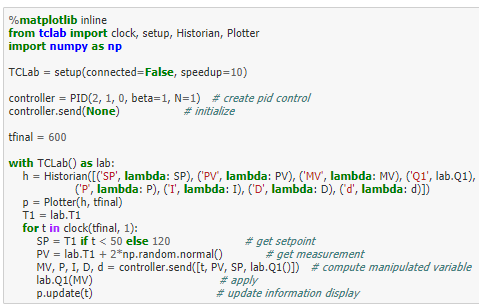 %matplotlib inline
from tclab import clock, setup, Historian, Plotter
import numpy as np

TCLab = setup(connected=False, speedup=10)

controller = PID(2, 1, 0, beta=1, N=1)   # create pid control
controller.send(None)                 # initialize

tfinal = 600

with TCLab() as lab:
    h = Historian([('SP', lambda: SP), ('PV', lambda: PV), ('MV', lambda: MV), ('Q1', lab.Q1),
                   ('P', lambda: P), ('I', lambda: I), ('D', lambda: D), ('d', lambda: d)])
    p = Plotter(h, tfinal)
    T1 = lab.T1
    for t in clock(tfinal, 1):
        SP = T1 if t < 50 else 120                    # get setpoint
        PV = lab.T1 + 2*np.random.normal()            # get measurement
        MV, P, I, D, d = controller.send([t, PV, SP, lab.Q1()])   # compute manipulated variable
        lab.Q1(MV)                              # apply
        p.update(t)                             # update information display